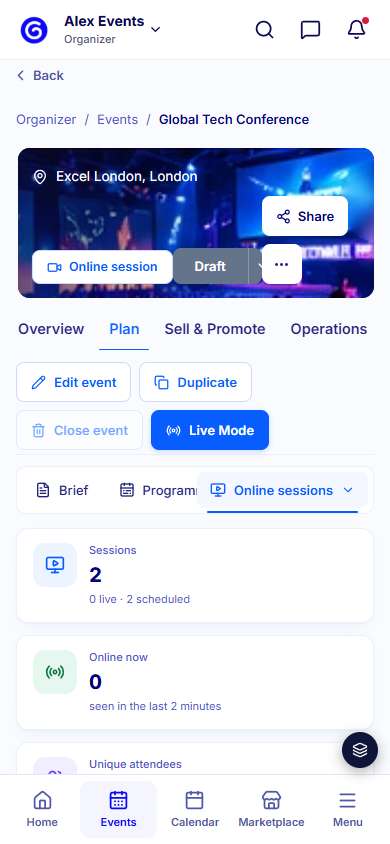 Alex Events
Organizer
Back
Organizer / Events / Global Tech Conference
Excel London, London
Share
Online session
Draft
Overview Plan Sell & Promote Operations
Edit event Duplicate
Close event Live Mode
Brief Program Online sessions
Sessions
2
0 live · 2 scheduled
Online now
0
seen in the last 2 minutes
Unique attendees
Home Events Calendar Marketplace Menu